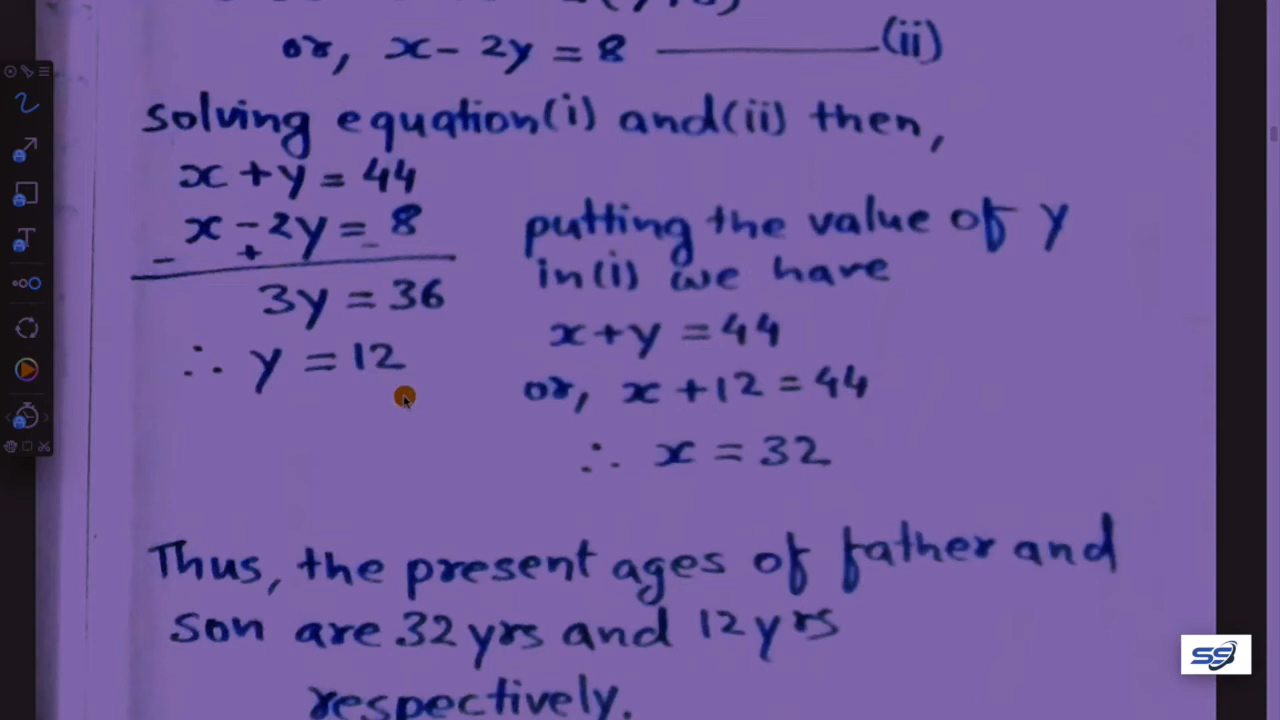 or, x - 2y = 8 ———(ii)
solving equation(i) and(ii) then,
x + y = 44
x - 2y = 8
- + -
3y = 36
∴ y = 12
putting the value of y
in(i) we have
x + y = 44
or, x + 12 = 44
∴ x = 32
Thus, the present ages of father and
son are 32 yrs and 12 yrs
respectively.
SS